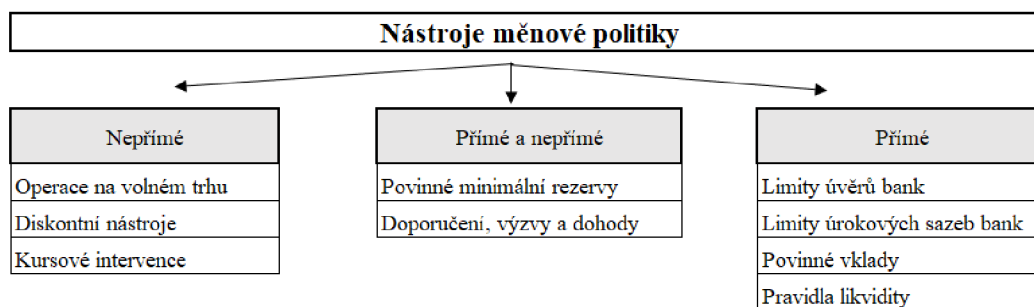 Nástroje měnové politiky
Nepřímé
Operace na volném trhu
Diskontní nástroje
Kursové intervence
Přímé a nepřímé
Povinné minimální rezervy
Doporučení, výzvy a dohody
Přímé
Limity úvěrů bank
Limity úrokových sazeb bank
Povinné vklady
Pravidla likvidity